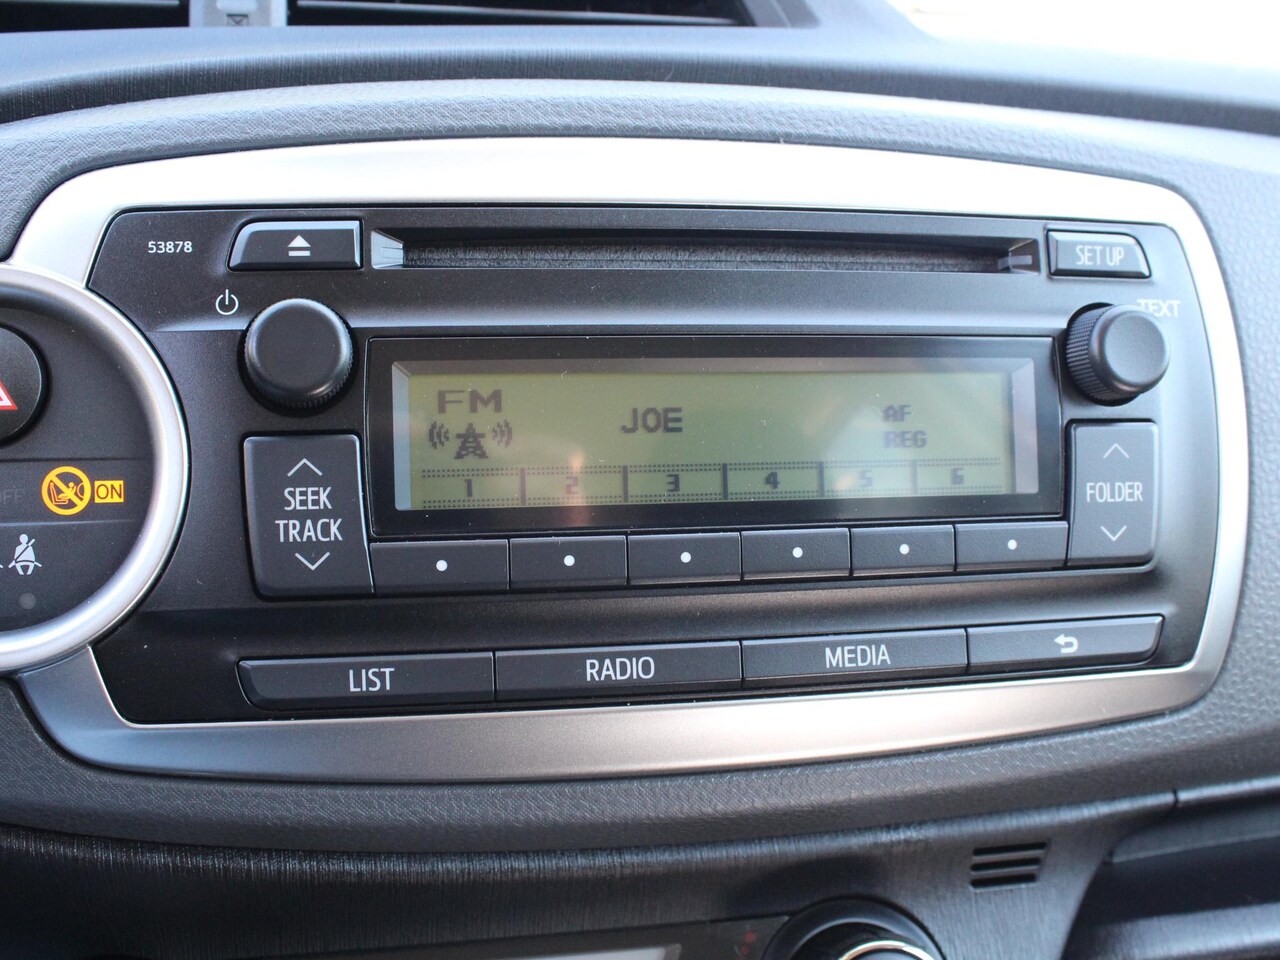 53878
SET UP
TEXT
FM
JOE
AF
REG
1 2 3 4 5 6
SEEK
TRACK
FOLDER
OFF
ON
LIST
RADIO
MEDIA